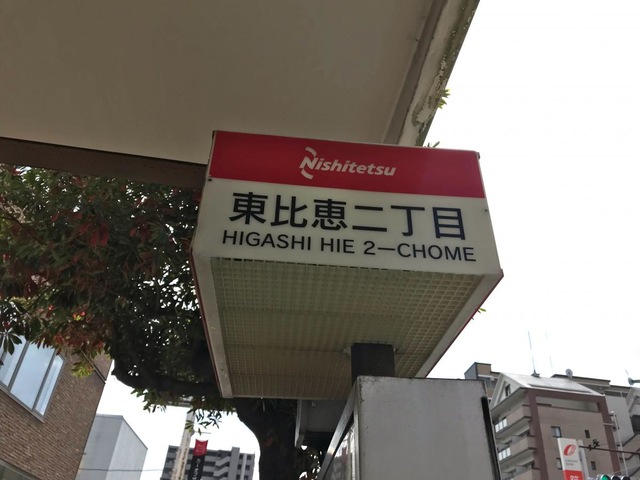 Nishitetsu
東比恵二丁目
HIGASHI HIE 2-CHOME